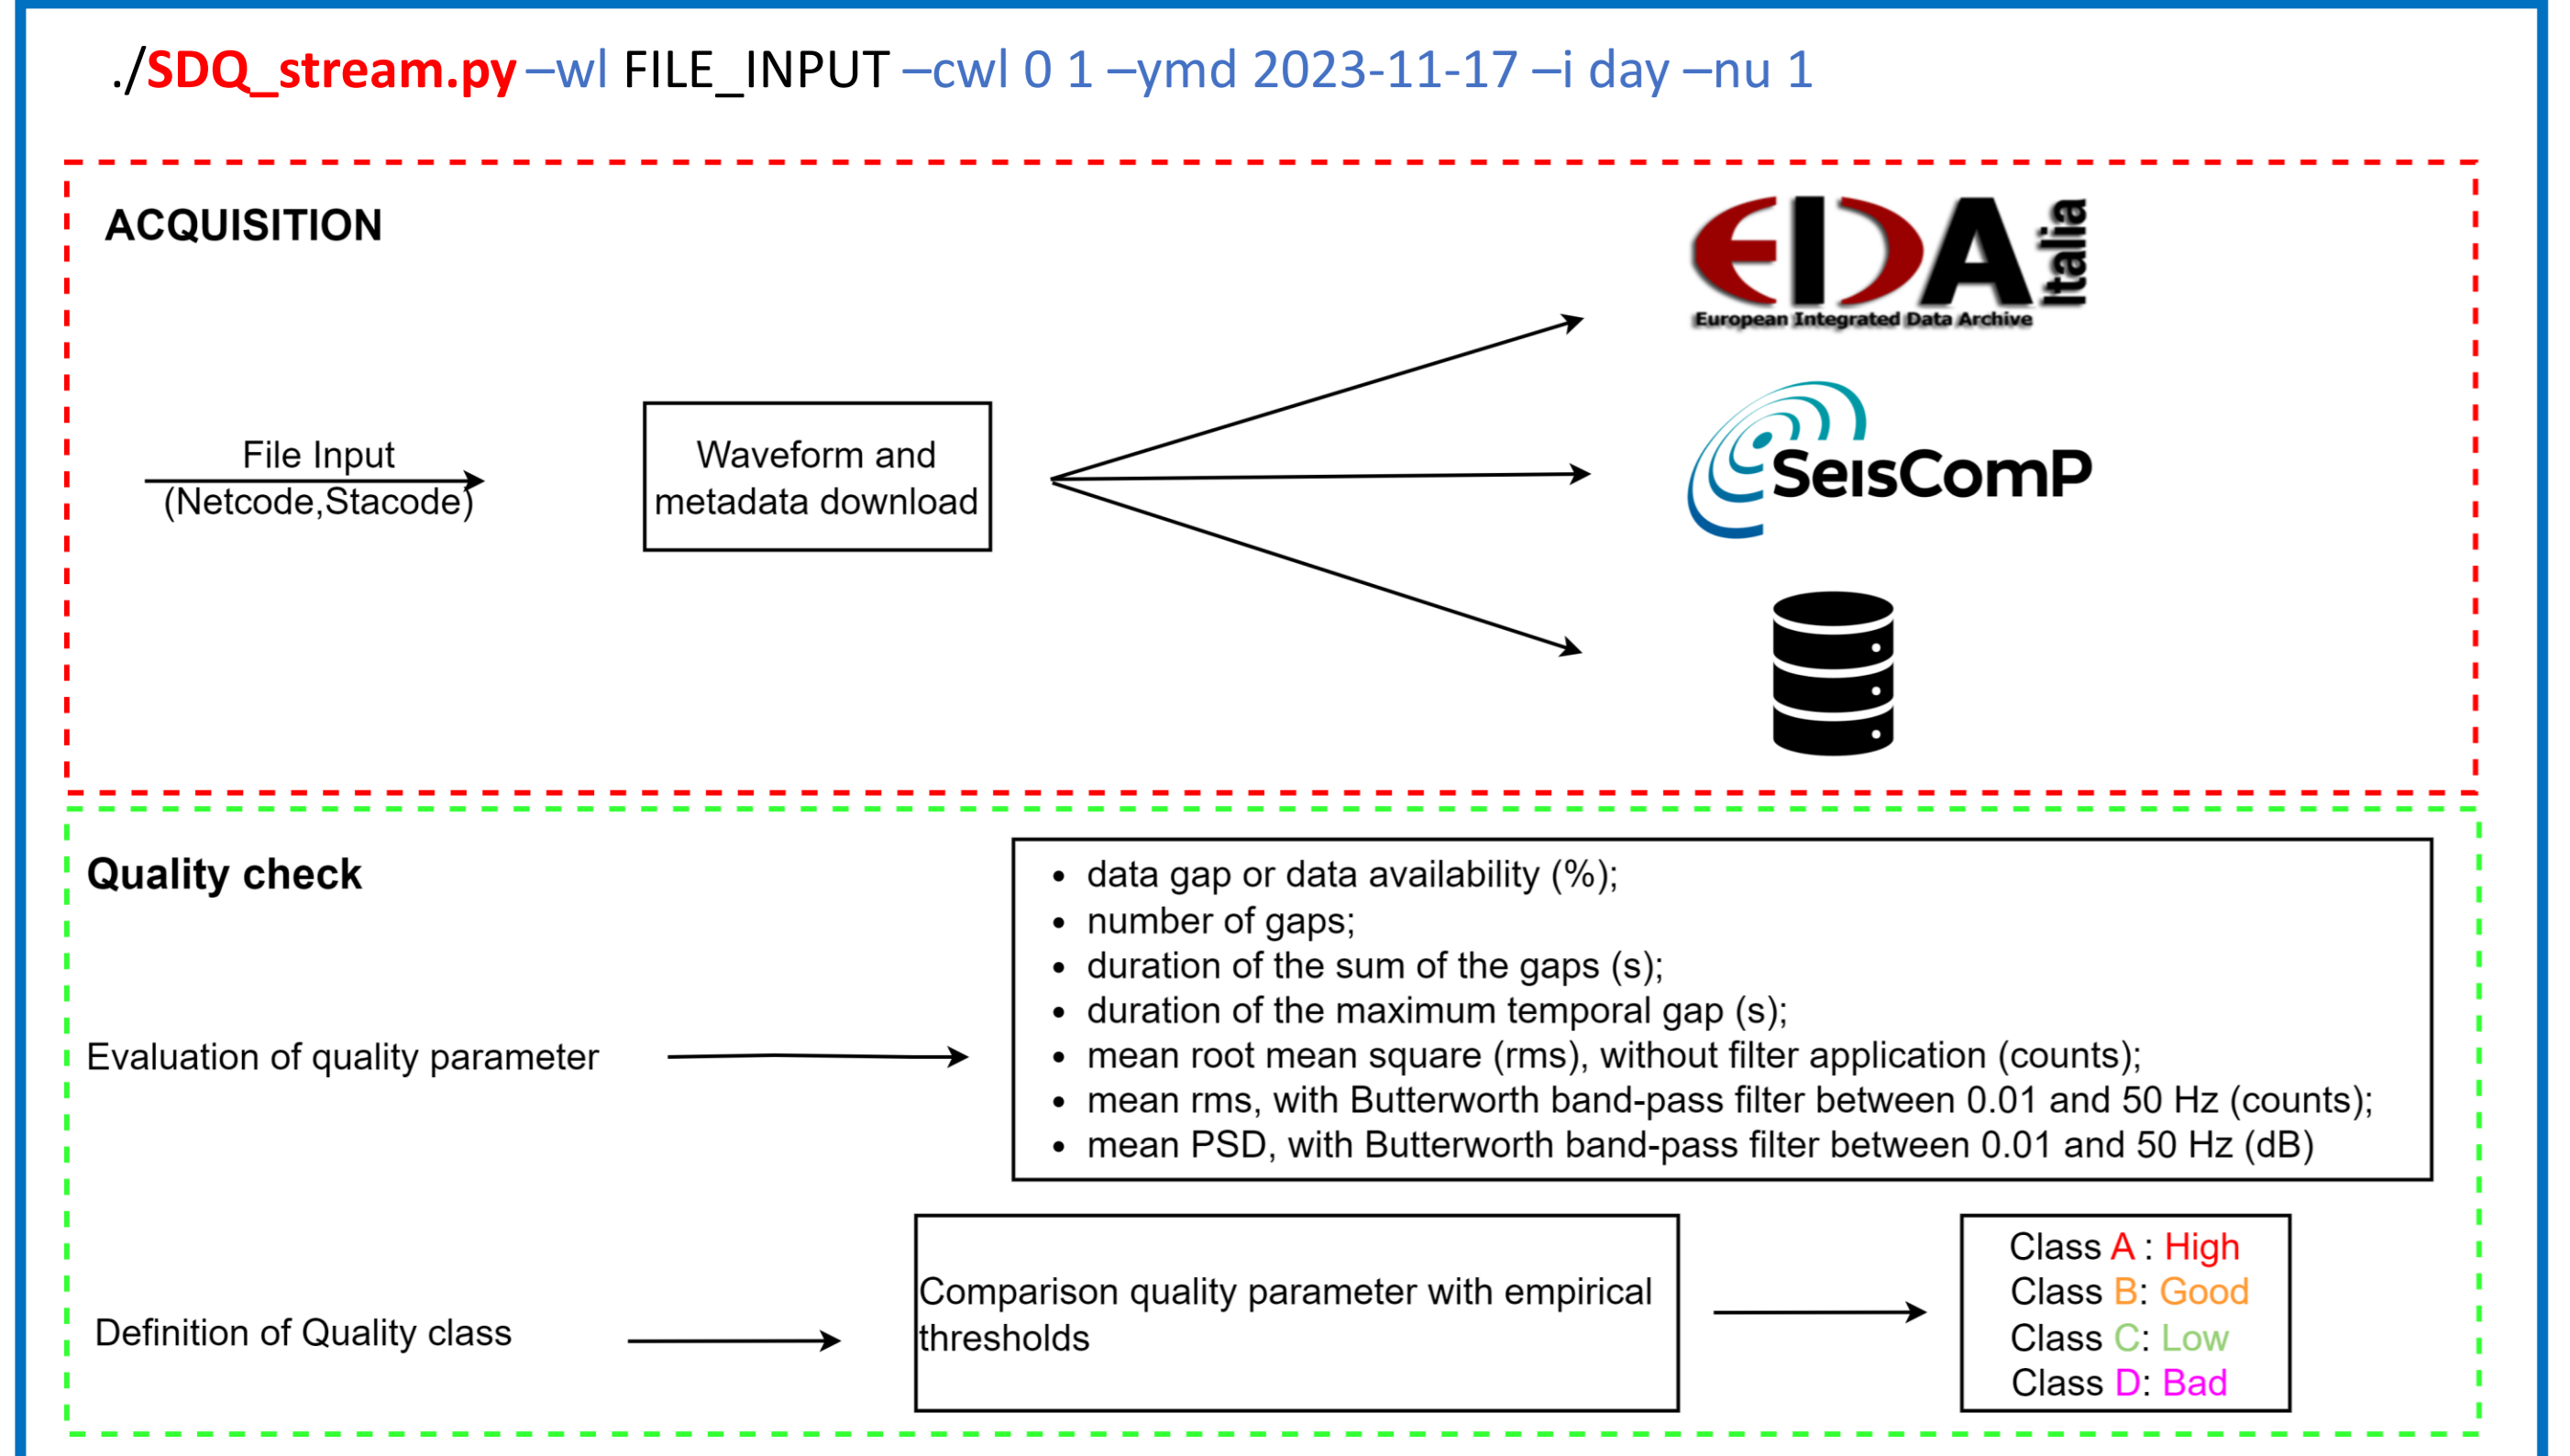 ./SDQ_stream.py –wl FILE_INPUT –cwl 0 1 –ymd 2023-11-17 –i day –nu 1
ACQUISITION
EIDA Italia
European Integrated Data Archive
File Input
(Netcode,Stacode)
Waveform and
metadata download
SeisComP
Quality check
• data gap or data availability (%);
• number of gaps;
• duration of the sum of the gaps (s);
• duration of the maximum temporal gap (s);
• mean root mean square (rms), without filter application (counts);
• mean rms, with Butterworth band-pass filter between 0.01 and 50 Hz (counts);
• mean PSD, with Butterworth band-pass filter between 0.01 and 50 Hz (dB)
Evaluation of quality parameter
Definition of Quality class
Comparison quality parameter with empirical
thresholds
Class A : High
Class B: Good
Class C: Low
Class D: Bad